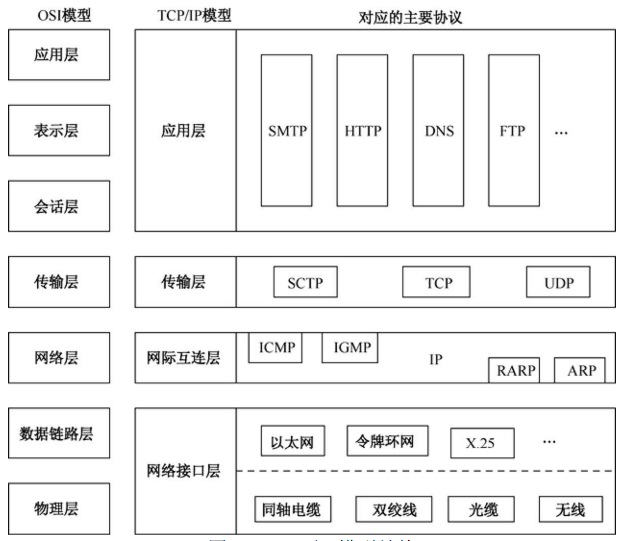 OSI模型 TCP/IP模型 对应的主要协议
应用层
表示层 应用层 SMTP HTTP DNS FTP ...
会话层
传输层 传输层 SCTP TCP UDP
网络层 网际互连层 ICMP IGMP IP RARP ARP
数据链路层 以太网 令牌环网 X.25 ...
网络接口层
物理层 同轴电缆 双绞线 光缆 无线